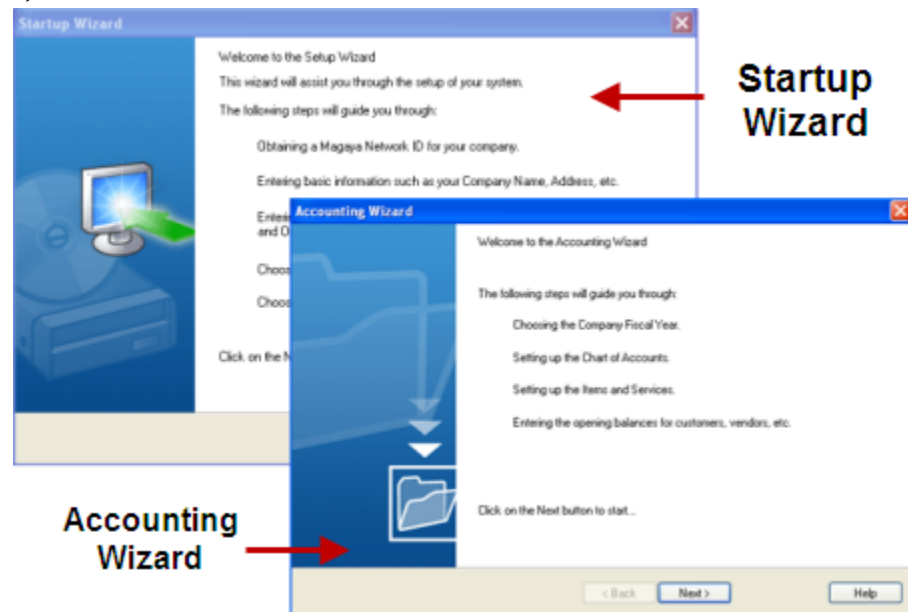 Startup Wizard
Welcome to the Setup Wizard
This wizard will assist you through the setup of your system.
The following steps will guide you through:
Obtaining a Magaya Network ID for your company.
Entering basic information such as your Company Name, Address, etc.
and O
Click on the N
Startup
Wizard
Accounting Wizard
Welcome to the Accounting Wizard
The following steps will guide you through:
Choosing the Company Fiscal Year.
Setting up the Chart of Accounts.
Setting up the Items and Services.
Entering the opening balances for customers, vendors, etc.
Click on the Next button to start...
< Back
Next >
Help
Accounting
Wizard